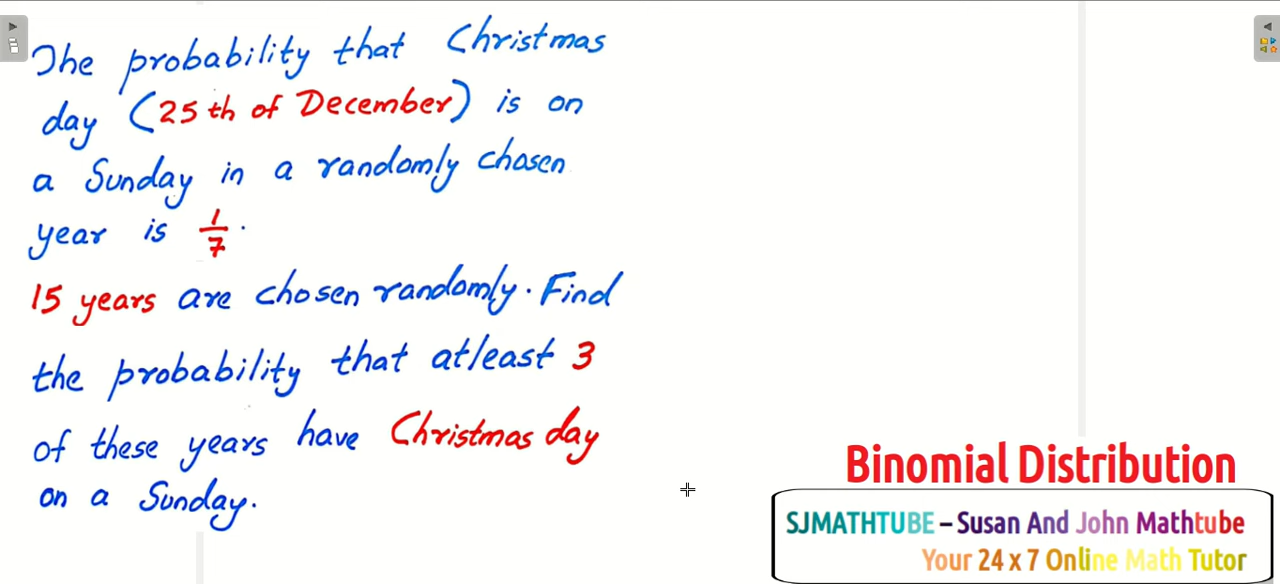 The probability that Christmas
day (25th of December) is on
a Sunday in a randomly chosen
year is 1/7.
15 years are chosen randomly. Find
the probability that atleast 3
of these years have Christmas day
on a Sunday.
Binomial Distribution
SJMATHTUBE – Susan And John Mathtube
Your 24 x 7 Online Math Tutor